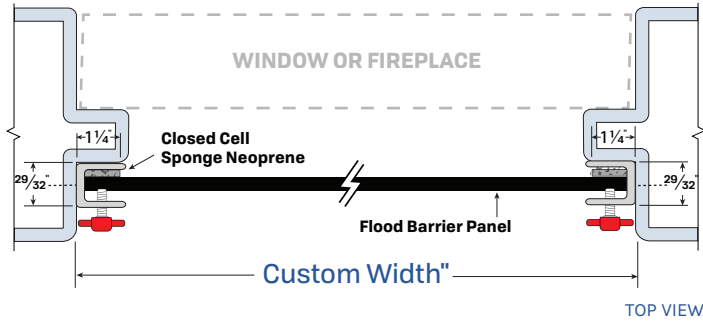 WINDOW OR FIREPLACE
1¼"
1¼"
Closed Cell
Sponge Neoprene
29/32"
29/32"
Flood Barrier Panel
Custom Width"
TOP VIEW